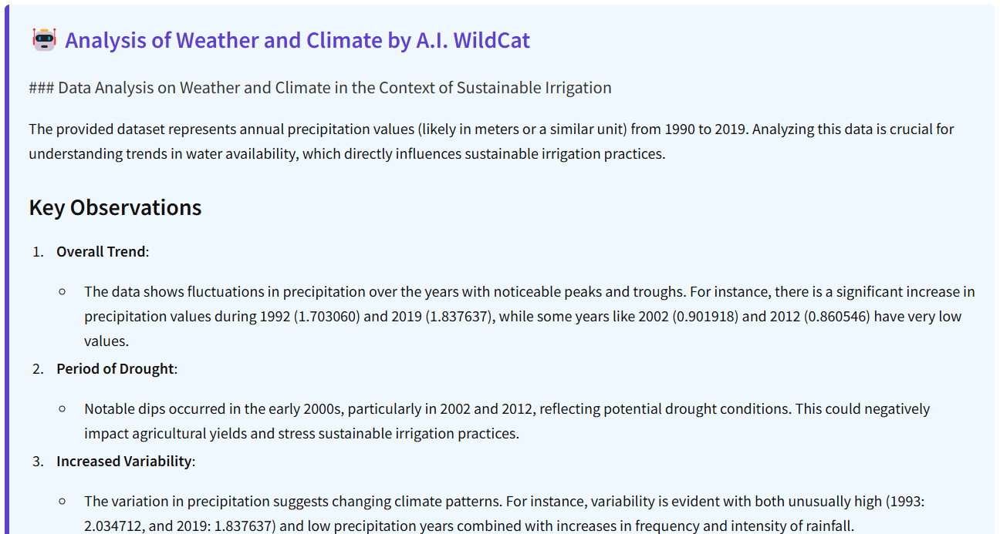 Analysis of Weather and Climate by A.I. WildCat
### Data Analysis on Weather and Climate in the Context of Sustainable Irrigation
The provided dataset represents annual precipitation values (likely in meters or a similar unit) from 1990 to 2019. Analyzing this data is crucial for
understanding trends in water availability, which directly influences sustainable irrigation practices.
Key Observations
1. Overall Trend:
○ The data shows fluctuations in precipitation over the years with noticeable peaks and troughs. For instance, there is a significant increase in
precipitation values during 1992 (1.703060) and 2019 (1.837637), while some years like 2002 (0.901918) and 2012 (0.860546) have very low
values.
2. Period of Drought:
○ Notable dips occurred in the early 2000s, particularly in 2002 and 2012, reflecting potential drought conditions. This could negatively
impact agricultural yields and stress sustainable irrigation practices.
3. Increased Variability:
○ The variation in precipitation suggests changing climate patterns. For instance, variability is evident with both unusually high (1993:
2.034712, and 2019: 1.837637) and low precipitation years combined with increases in frequency and intensity of rainfall.